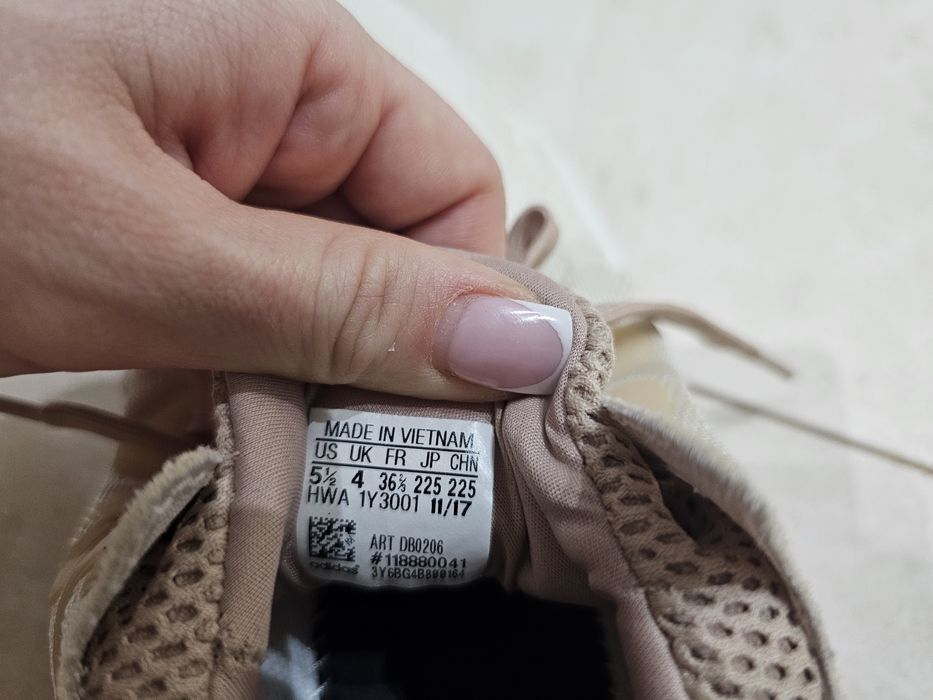 MADE IN VIETNAM
US UK FR JP CHN
5½ 4 36⅔ 225 225
HWA 1Y3001 11/17
ART DB0206
#118880041
adidas